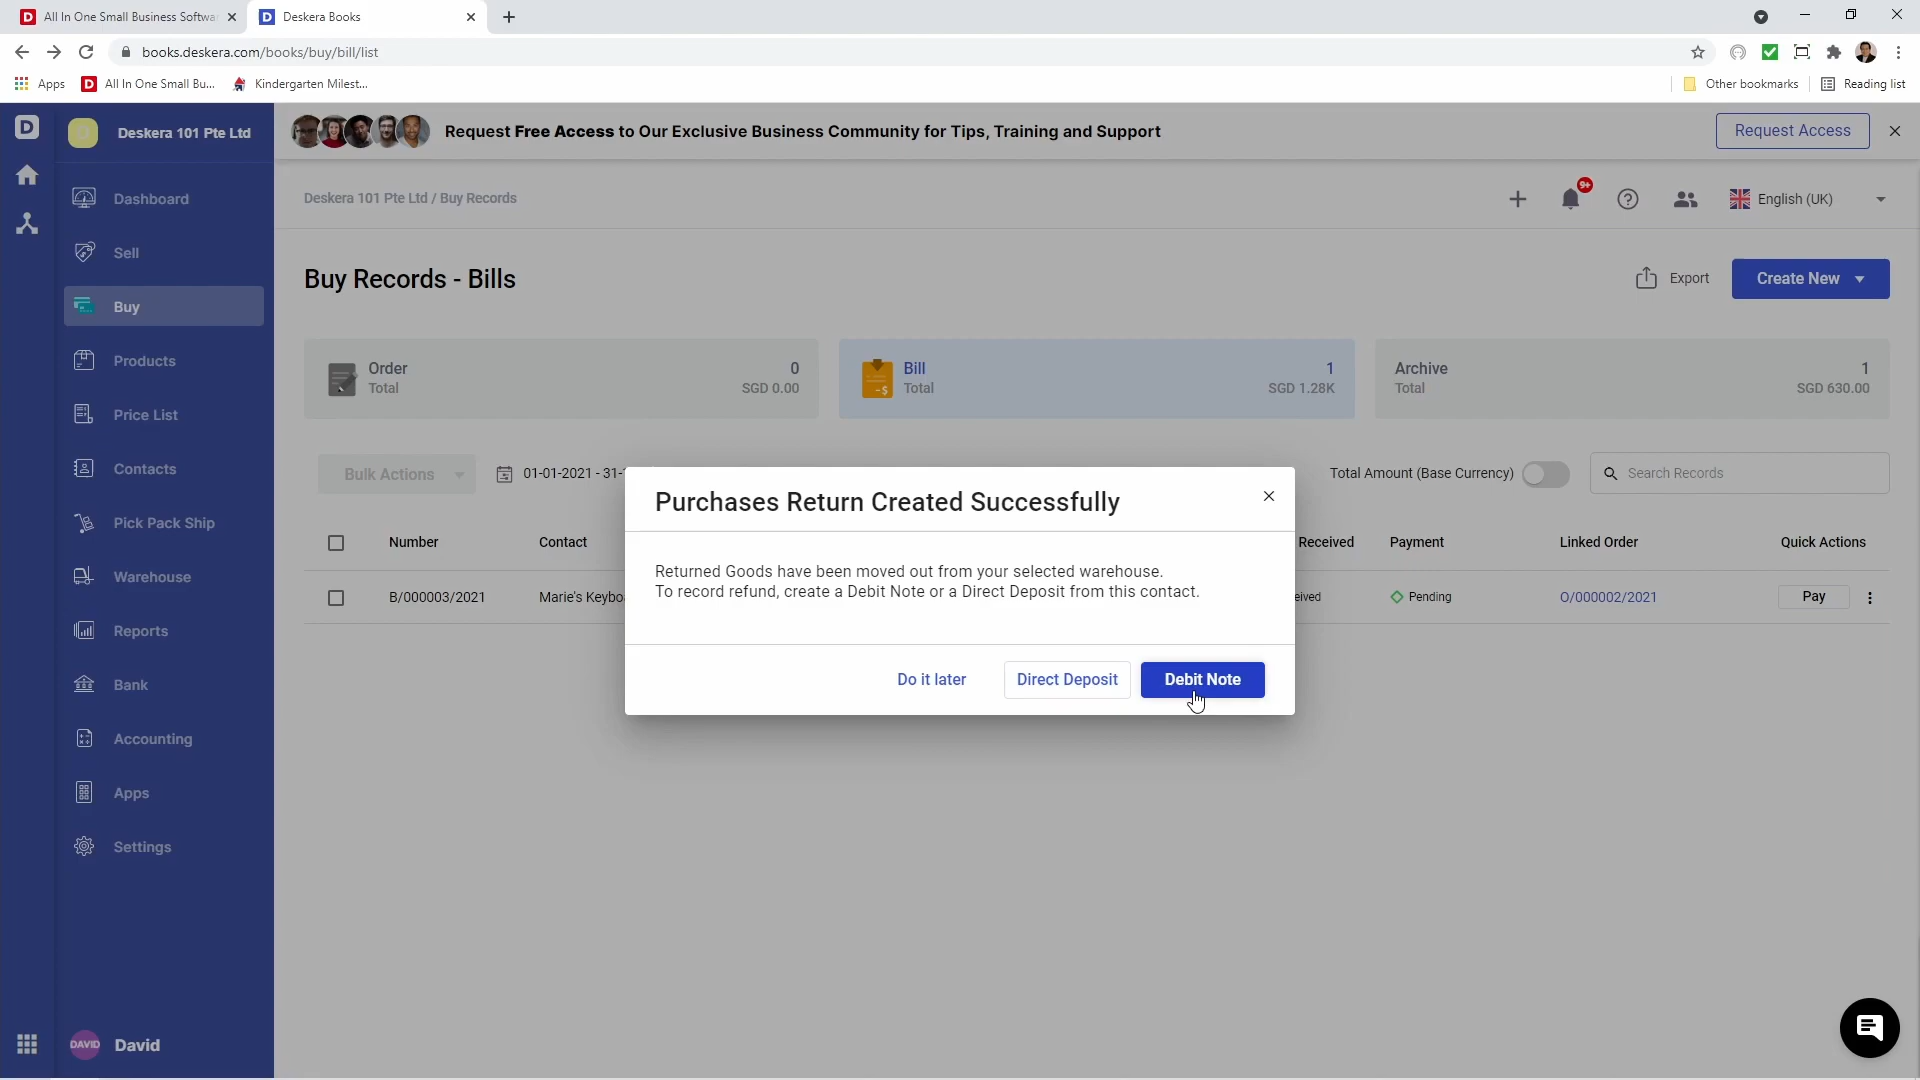 All In One Small Business Softwa
Deskera Books
books.deskera.com/books/buy/bill/list
Apps
All In One Small Bu...
Kindergarten Milest...
Other bookmarks
Reading list
Deskera 101 Pte Ltd
Request Free Access to Our Exclusive Business Community for Tips, Training and Support
Request Access
Deskera 101 Pte Ltd / Buy Records
9+
English (UK)
Dashboard
Sell
Buy
Products
Price List
Contacts
Pick Pack Ship
Warehouse
Reports
Bank
Accounting
Apps
Settings
DAVID
David
Buy Records - Bills
Export
Create New
Order
Total
0
SGD 0.00
Bill
Total
1
SGD 1.28K
Archive
Total
1
SGD 630.00
Bulk Actions
01-01-2021 - 31-
Total Amount (Base Currency)
Search Records
Number
Contact
Received
Payment
Linked Order
Quick Actions
B/000003/2021
Marie's Keybo
eived
Pending
O/000002/2021
Pay
Purchases Return Created Successfully
Returned Goods have been moved out from your selected warehouse.
To record refund, create a Debit Note or a Direct Deposit from this contact.
Do it later
Direct Deposit
Debit Note